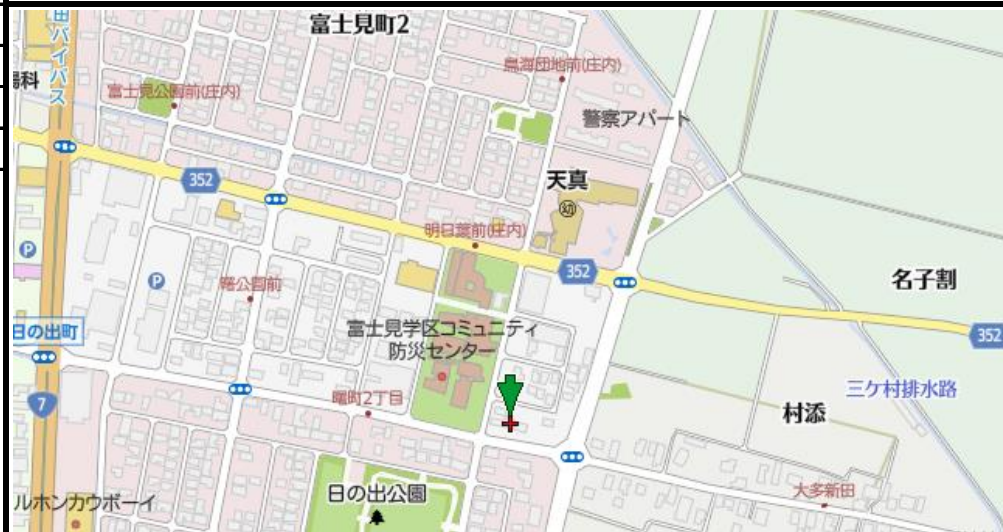 富士見町2
田バイパス
鳥海団地前(庄内)
富士見公園前(庄内)
警察アパート
352
天真
幼
明日葉前(庄内)
352
P
P
曙公園前
名子割
富士見学区コミュニティ
防災センター
352
日の出町
7
曙町2丁目
三ケ村排水路
村添
日の出公園
大多新田
ルホンカウボーイ